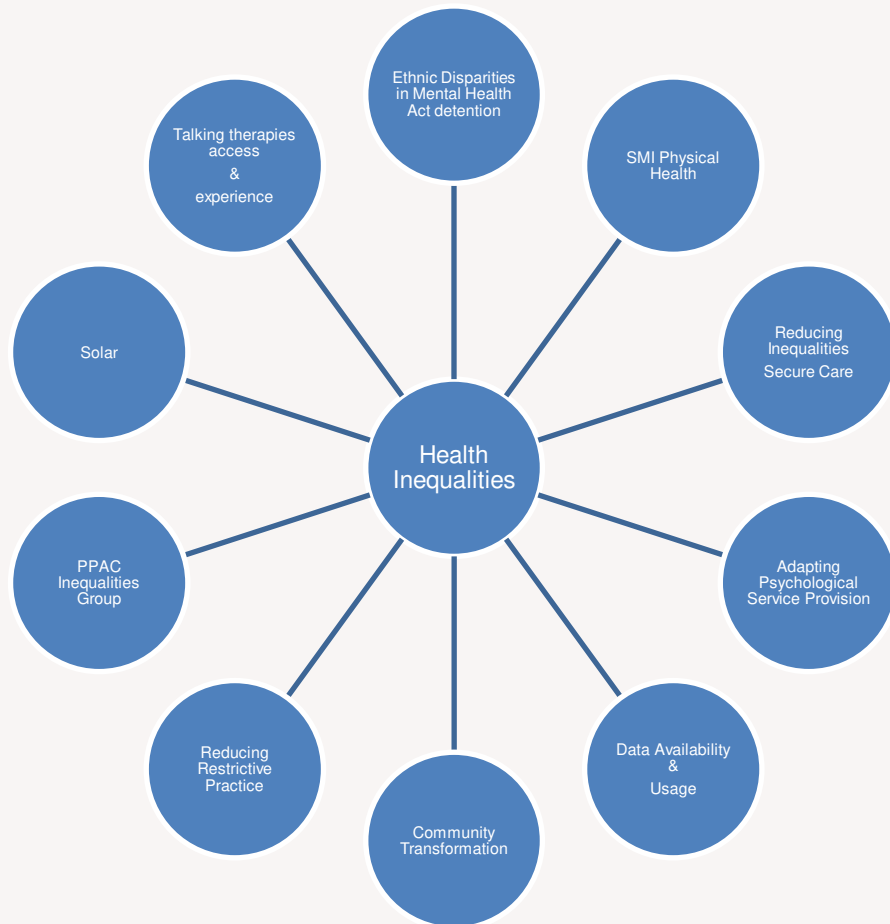 Ethnic Disparities
in Mental Health
Act detention
Talking therapies
access
&
experience
SMI Physical
Health
Solar
Reducing
Inequalities
Secure Care
Health
Inequalities
PPAC
Inequalities
Group
Adapting
Psychological
Service Provision
Reducing
Restrictive
Practice
Data Availability
&
Usage
Community
Transformation